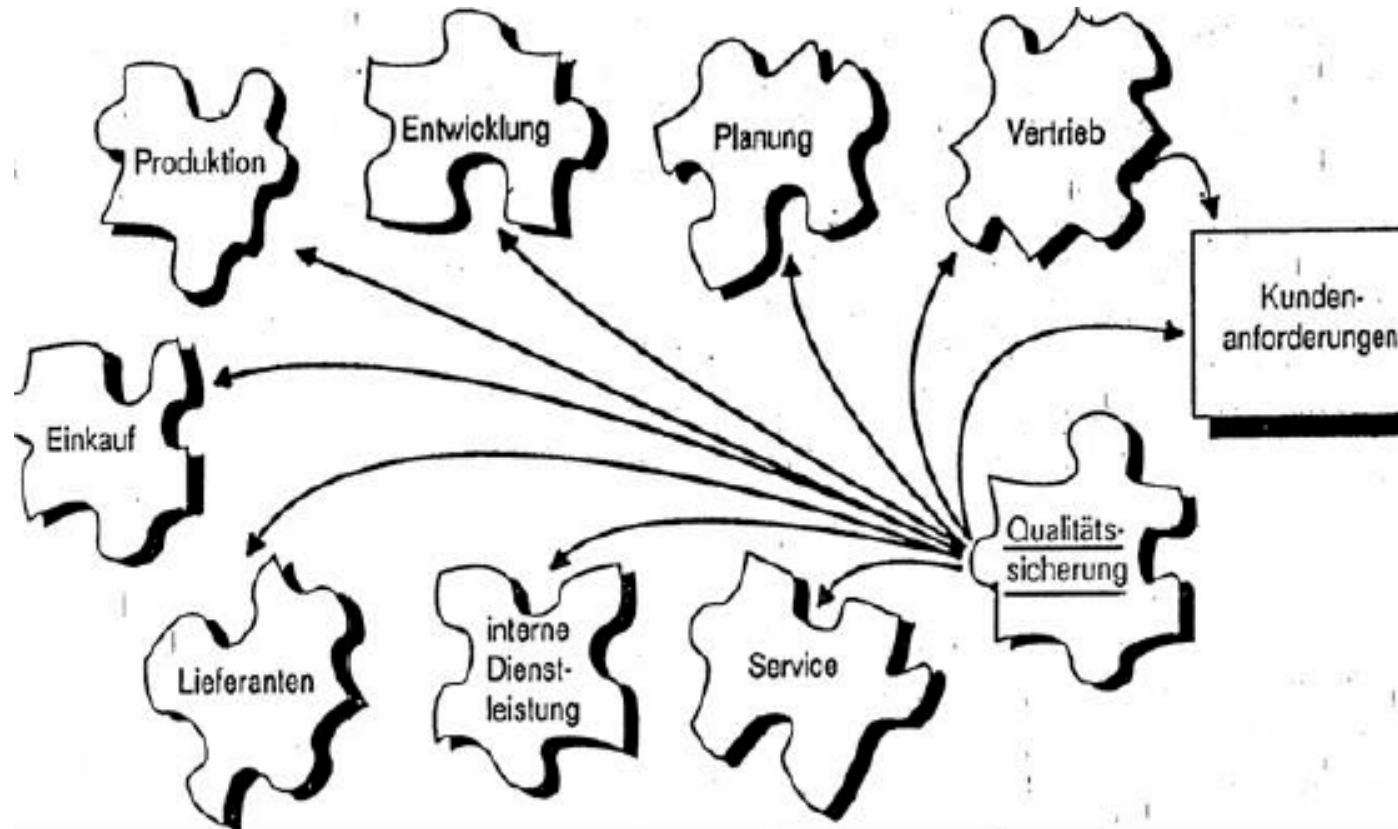 Produktion
Entwicklung
Planung
Vertrieb
Kunden-
anforderungen
Einkauf
Qualitäts-
sicherung
Lieferanten
interne
Dienst-
leistung
Service